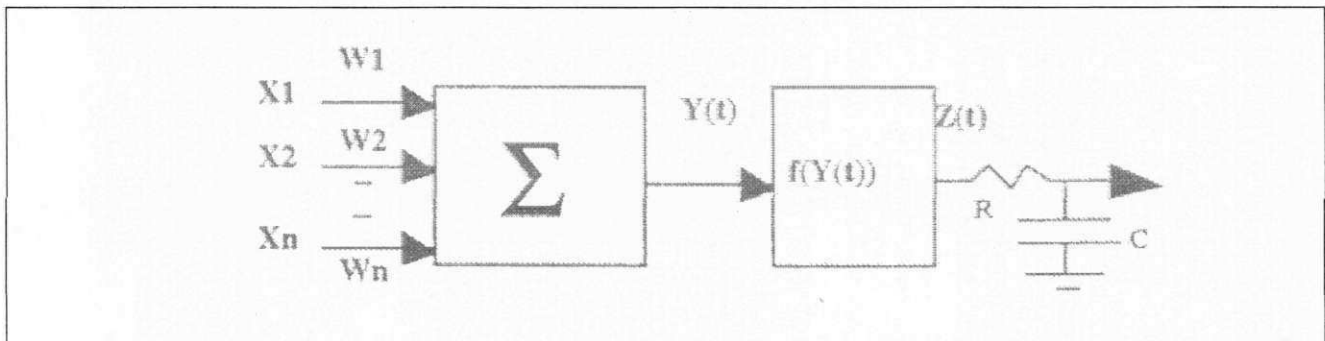 W1
X1
Y(t)
Z(t)
X2
W2
Σ
f(Y(t))
R
C
Xn
Wn